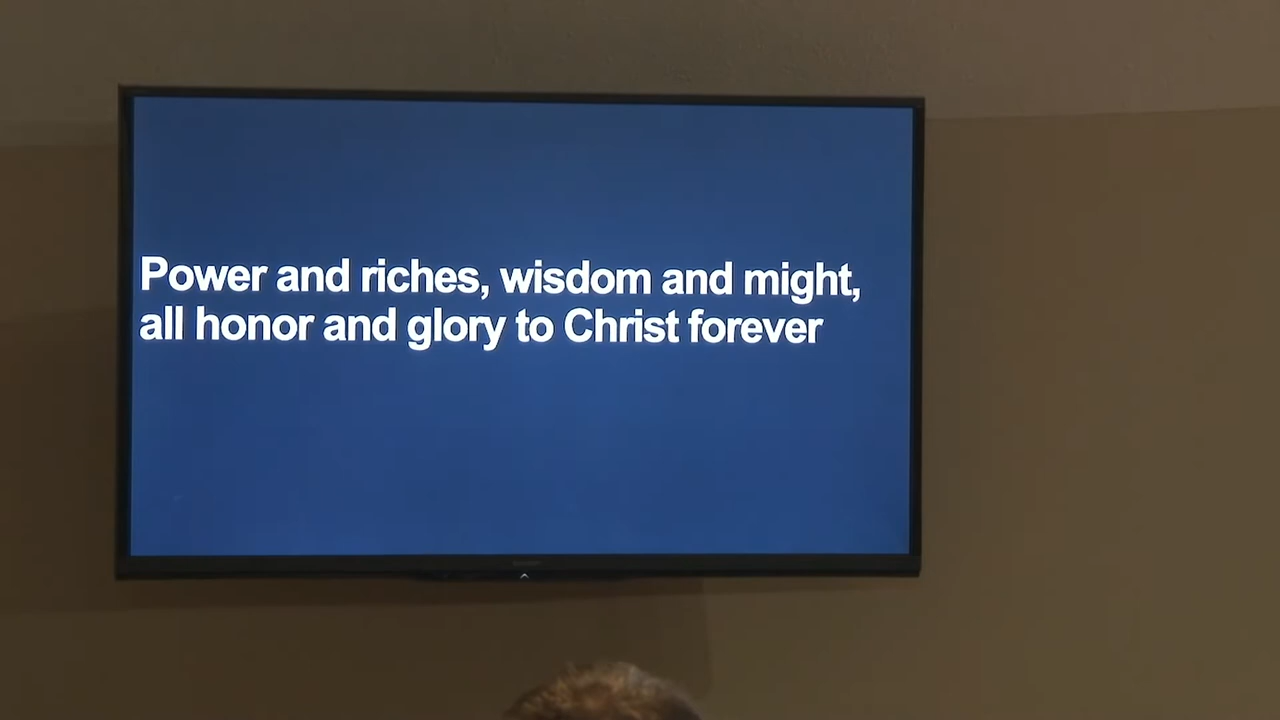 Power and riches, wisdom and might,
all honor and glory to Christ forever